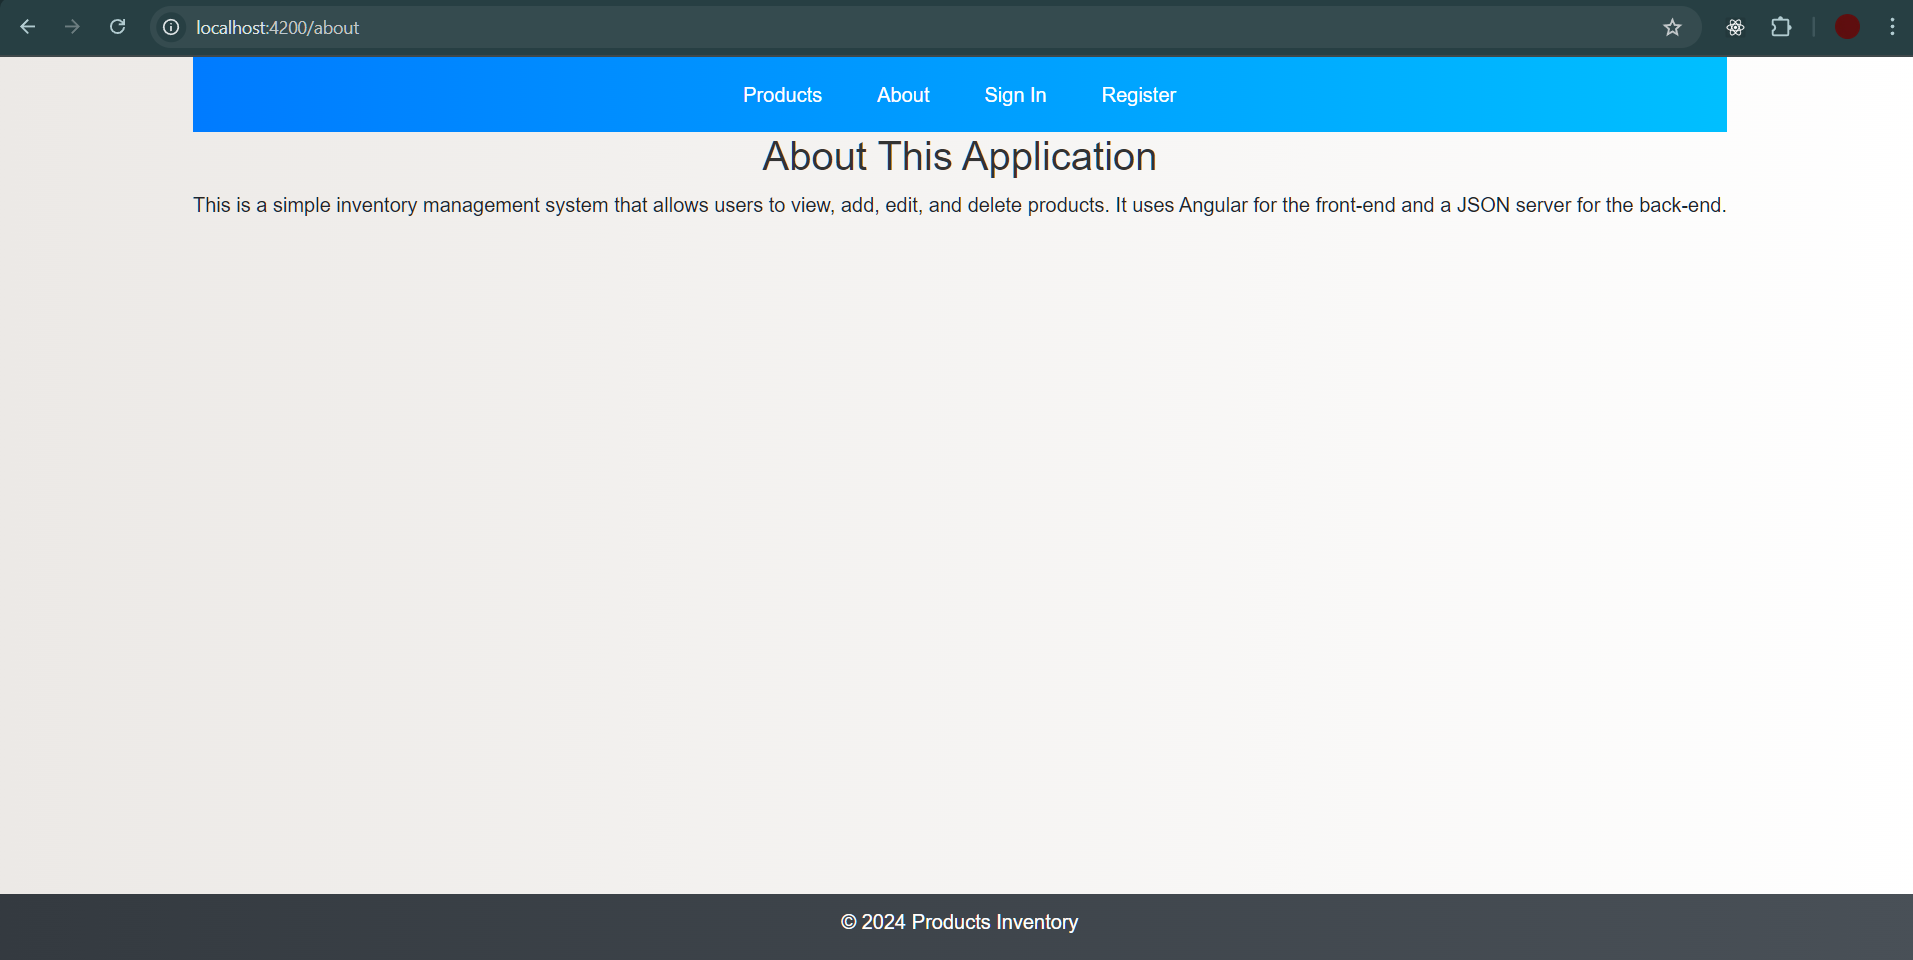 localhost:4200/about
Products About Sign In Register
About This Application
This is a simple inventory management system that allows users to view, add, edit, and delete products. It uses Angular for the front-end and a JSON server for the back-end.
© 2024 Products Inventory